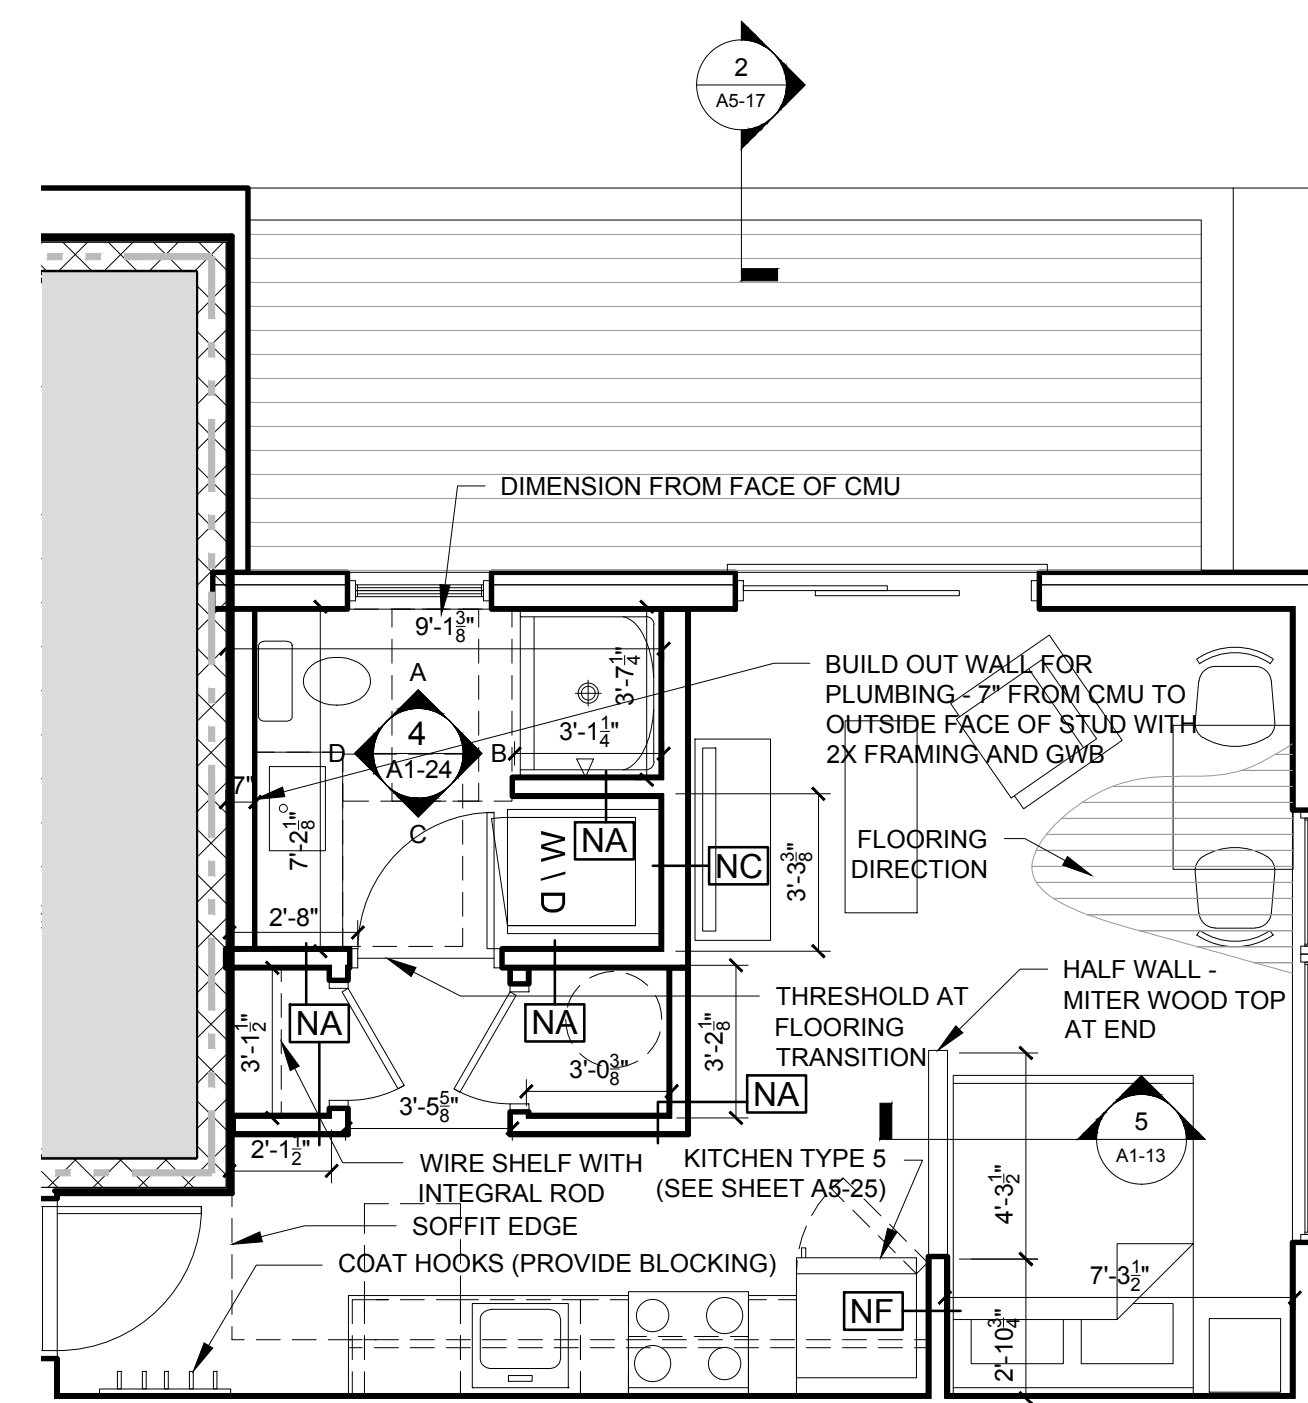 2
A5-17
DIMENSION FROM FACE OF CMU
9'-1 3/8"
3'-7 1/4"
3'-1 1/4"
BUILD OUT WALL FOR
PLUMBING - 7" FROM CMU TO
OUTSIDE FACE OF STUD WITH
2X FRAMING AND GWB
A
D
4
B
A1-24
C
7"
7'-2 1/8"
W\D
NA
NC
3'-3 3/8"
FLOORING
DIRECTION
2'-8"
HALF WALL -
MITER WOOD TOP
AT END
THRESHOLD AT
FLOORING
TRANSITION
3'-1 1/2"
NA
NA
3'-0 3/8"
3'-2 1/8"
NA
3'-5 5/8"
2'-1 1/2"
WIRE SHELF WITH
INTEGRAL ROD
KITCHEN TYPE 5
(SEE SHEET A5-25)
5
A1-13
4'-3 1/2"
SOFFIT EDGE
COAT HOOKS (PROVIDE BLOCKING)
7'-3 1/2"
NF
2'-10 3/4"